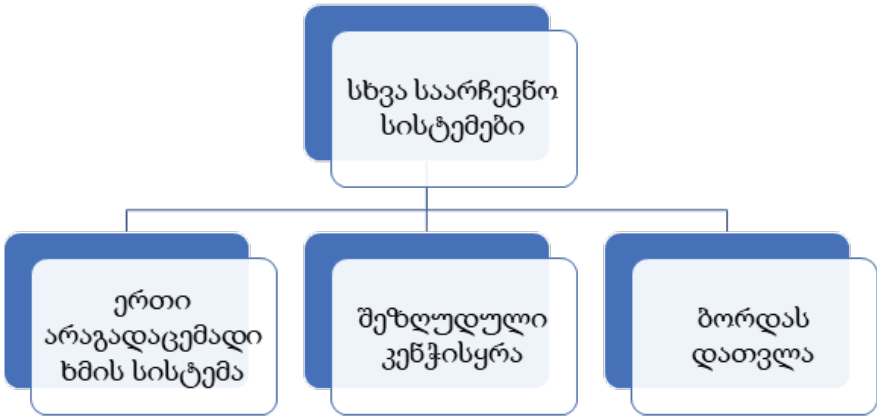 სხვა საარჩევნო
სისტემები
ერთი
არაგადაცემადი
ხმის სისტემა
შეზღუდული
კენჭისყრა
ბორდას
დათვლა